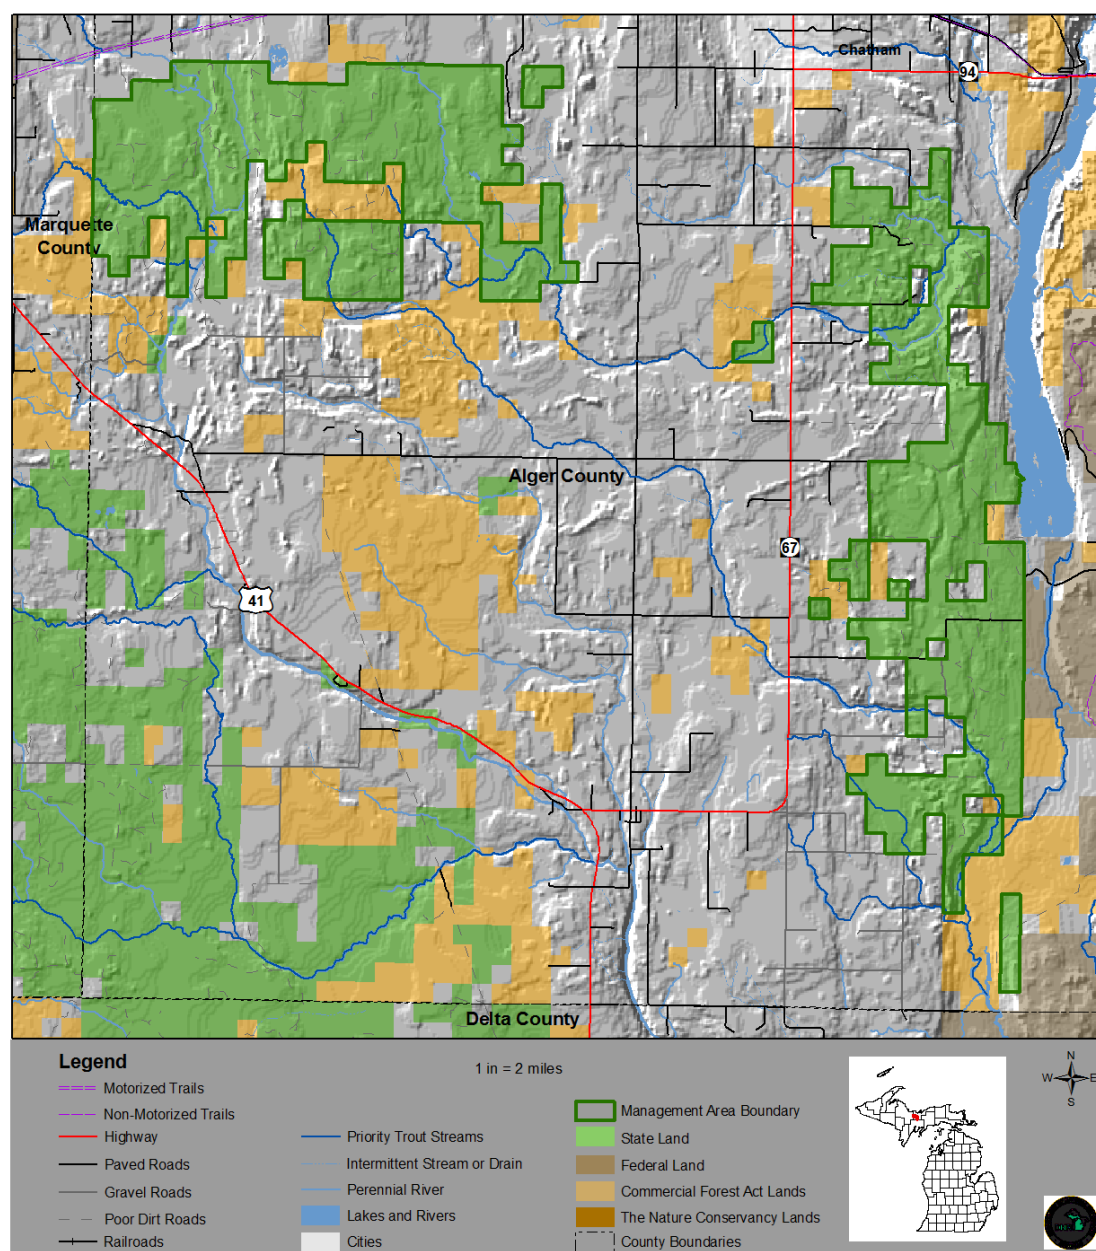 Chatham
94
Marquette
County
Alger County
67
41
Delta County
Legend
1 in = 2 miles
Motorized Trails
Non-Motorized Trails
Highway
Paved Roads
Gravel Roads
Poor Dirt Roads
Railroads
Priority Trout Streams
Intermittent Stream or Drain
Perennial River
Lakes and Rivers
Cities
Management Area Boundary
State Land
Federal Land
Commercial Forest Act Lands
The Nature Conservancy Lands
County Boundaries
N
W E
S